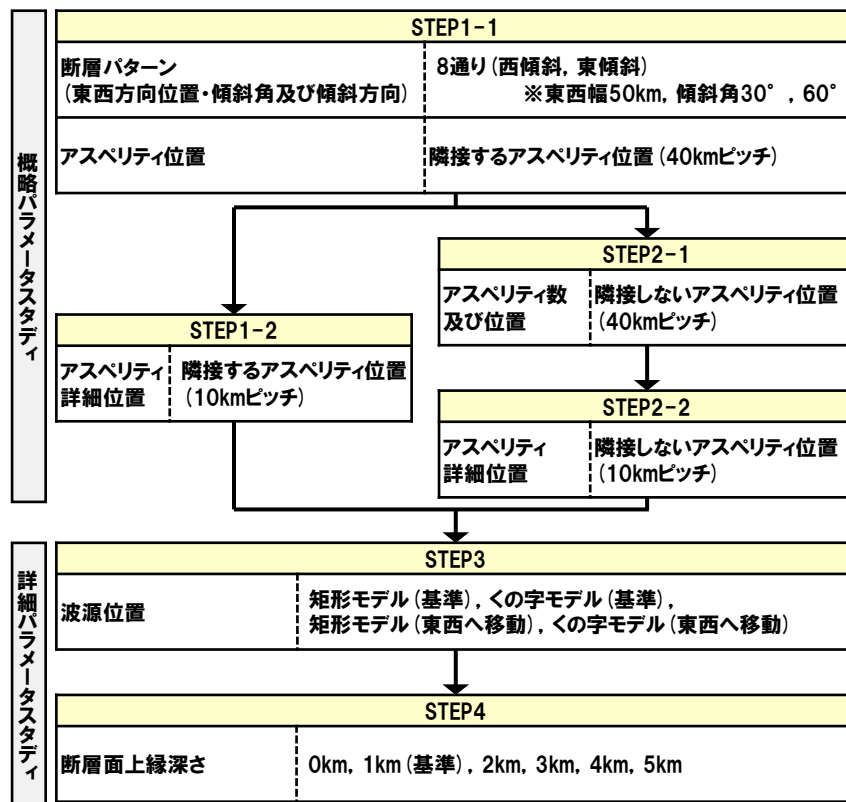 概略パラメータスタディ
STEP1-1
断層パターン
(東西方向位置・傾斜角及び傾斜方向)
8通り(西傾斜, 東傾斜)
※東西幅50km, 傾斜角30°, 60°
アスペリティ位置
隣接するアスペリティ位置(40kmピッチ)
STEP1-2
アスペリティ
詳細位置
隣接するアスペリティ位置
(10kmピッチ)
STEP2-1
アスペリティ数
及び位置
隣接しないアスペリティ位置
(40kmピッチ)
STEP2-2
アスペリティ
詳細位置
隣接しないアスペリティ位置
(10kmピッチ)
詳細パラメータスタディ
STEP3
波源位置
矩形モデル(基準), くの字モデル(基準),
矩形モデル(東西へ移動), くの字モデル(東西へ移動)
STEP4
断層面上縁深さ
0km, 1km(基準), 2km, 3km, 4km, 5km